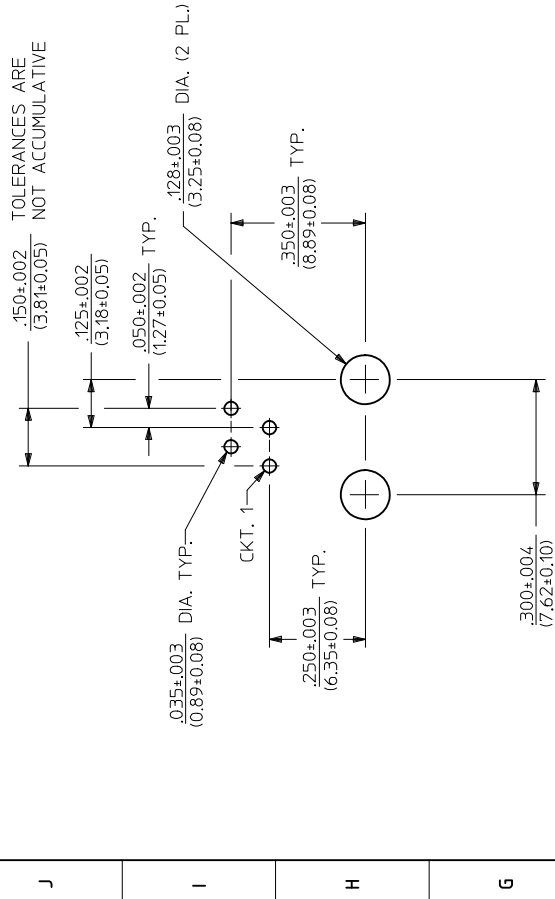 .150±.002
(3.81±0.05)
TOLERANCES ARE
NOT ACCUMULATIVE
.125±.002
(3.18±0.05)
.050±.002
(1.27±0.05)
TYP.
.128±.003
(3.25±0.08)
DIA. (2 PL.)
.035±.003
(0.89±0.08)
DIA. TYP.
CKT. 1
.350±.003
(8.89±0.08)
TYP.
.250±.003
(6.35±0.08)
TYP.
.300±.004
(7.62±0.10)
J
I
H
G